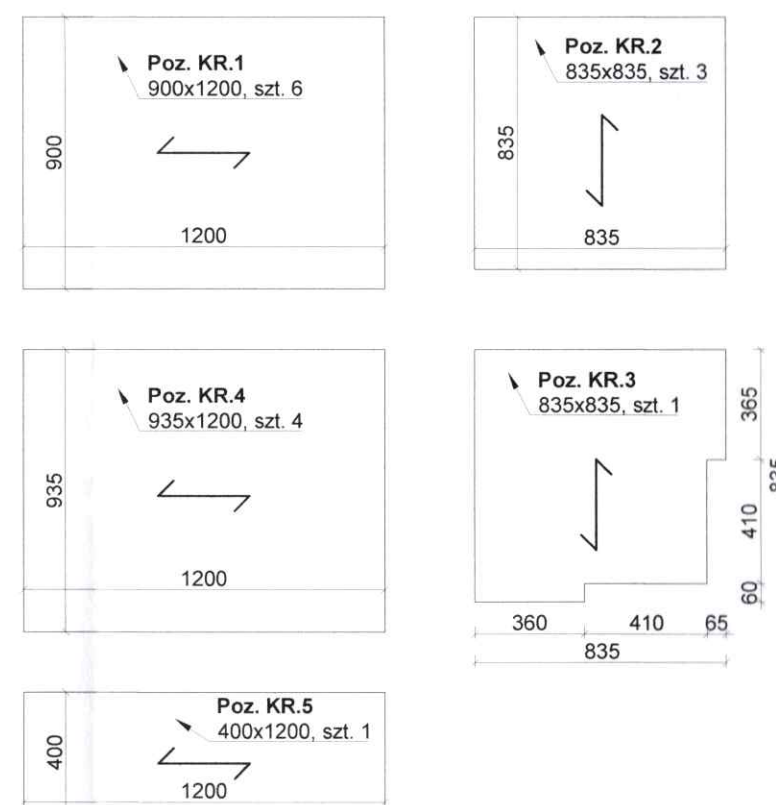 Poz. KR.1
900x1200, szt. 6
900
1200
Poz. KR.2
835x835, szt. 3
835
835
Poz. KR.4
935x1200, szt. 4
935
1200
Poz. KR.3
835x835, szt. 1
365
410
60
835
360
410
65
835
Poz. KR.5
400x1200, szt. 1
400
1200